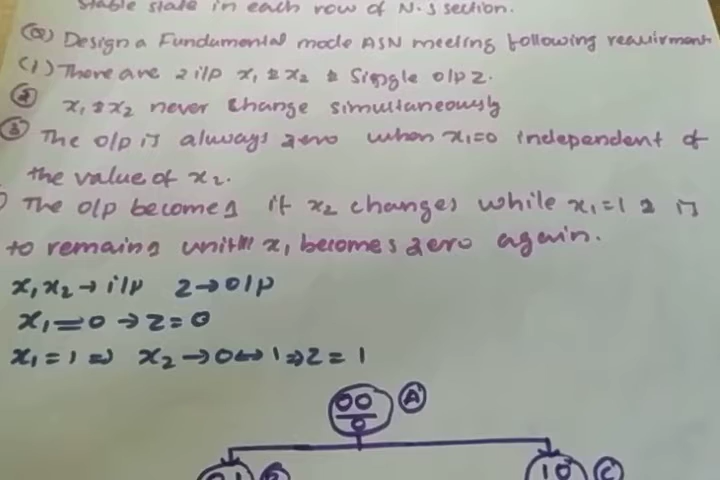 stable state in each row of N.S section.
(Q) Design a Fundamental mode ASN meeting following reauirment
(1) There are 2 i/p x₁ & x₂ & Single o/p z.
② x₁ & x₂ never change simultaneously
③ The o/p is always zero when x₁=0 independent of
the value of x₂.
The o/p becomes if x₂ changes while x₁=1 & is
to remains untill x₁ becomes zero again.
x₁ x₂ → i/p z → o/p
x₁ = 0 → z = 0
x₁ = 1 ⇒ x₂ → 0 ↔ 1 ⇒ z = 1
00/0 Ⓐ
10 Ⓒ